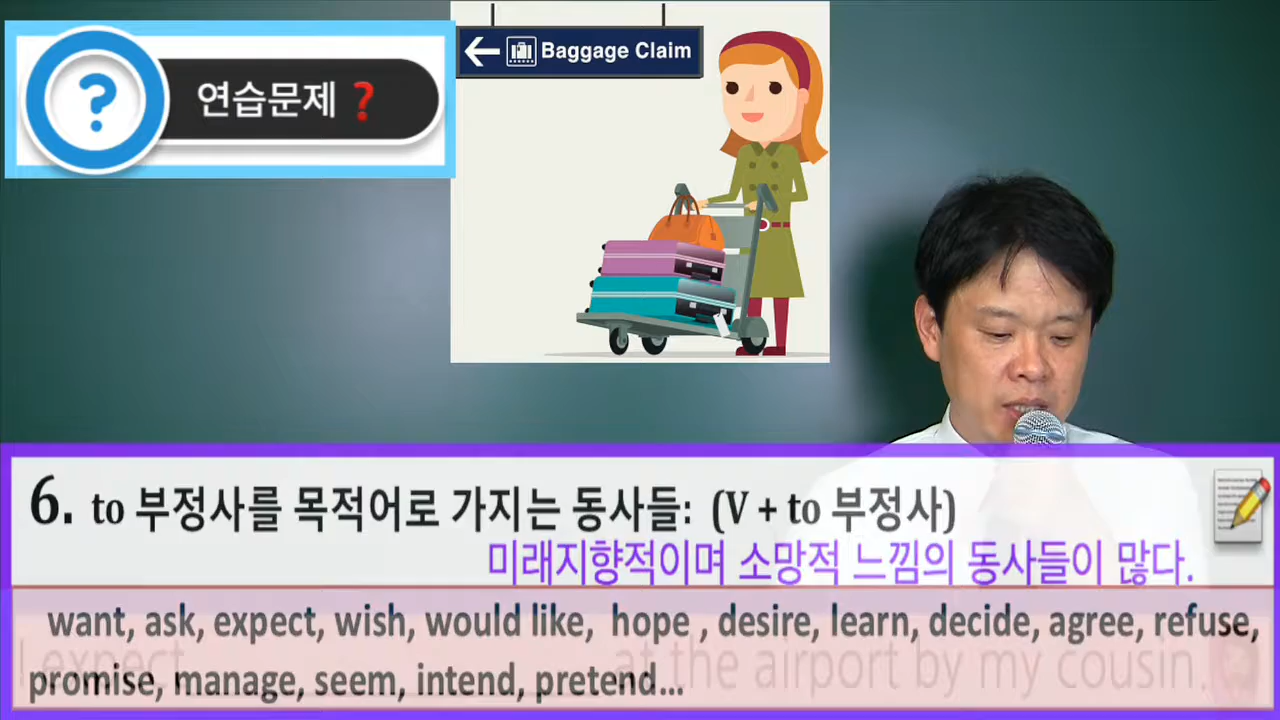 연습문제 ❓
Baggage Claim
6. to 부정사를 목적어로 가지는 동사들: (V + to 부정사)
미래지향적이며 소망적 느낌의 동사들이 많다.
want, ask, expect, wish, would like, hope , desire, learn, decide, agree, refuse,
promise, manage, seem, intend, pretend...
I expect at the airport by my cousin.